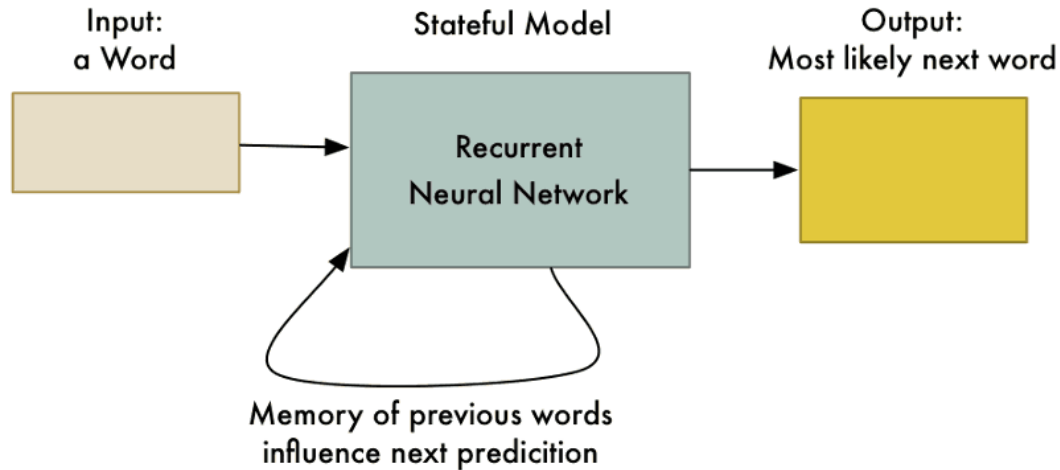 Input:
a Word
Stateful Model
Output:
Most likely next word
Recurrent
Neural Network
Memory of previous words
influence next predicition